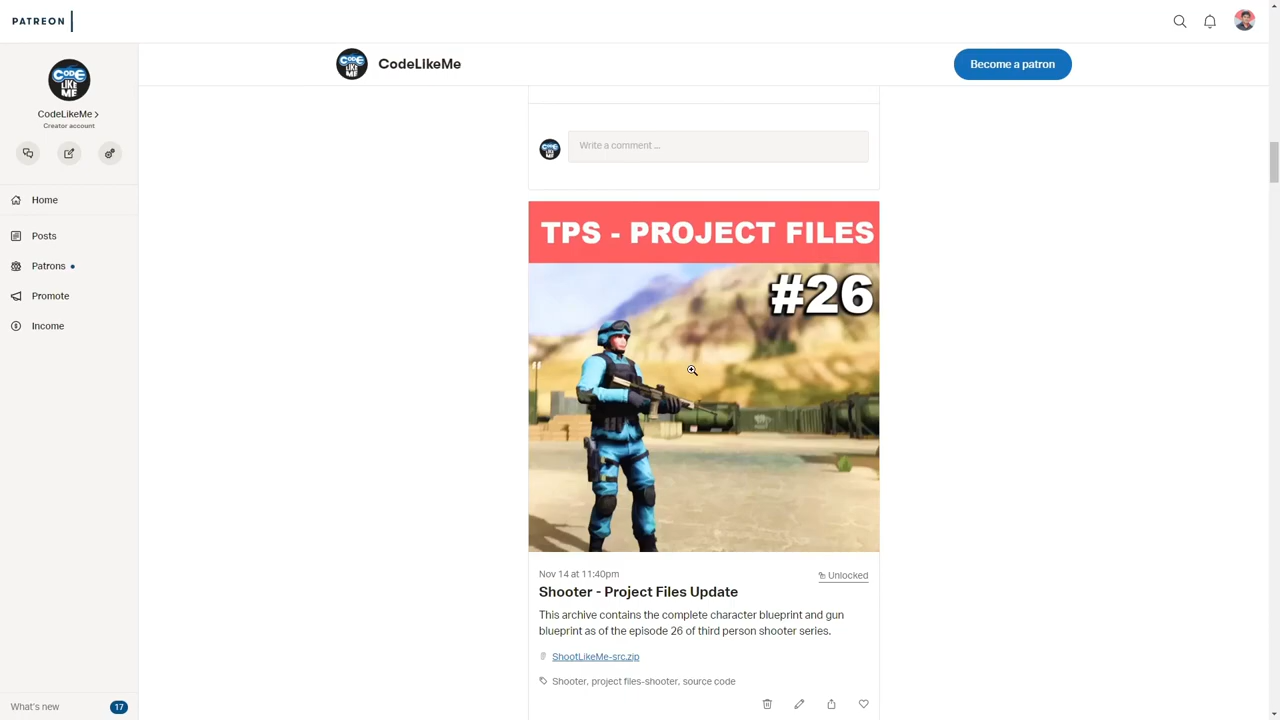 PATREON
CODE LIKE ME
CodeLikeMe
Become a patron
CodeLikeMe
Creator account
Write a comment ...
Home
Posts
Patrons
Promote
Income
TPS - PROJECT FILES
#26
Nov 14 at 11:40pm
Unlocked
Shooter - Project Files Update
This archive contains the complete character blueprint and gun
blueprint as of the episode 26 of third person shooter series.
ShootLikeMe-src.zip
Shooter, project files-shooter, source code
What's new
17